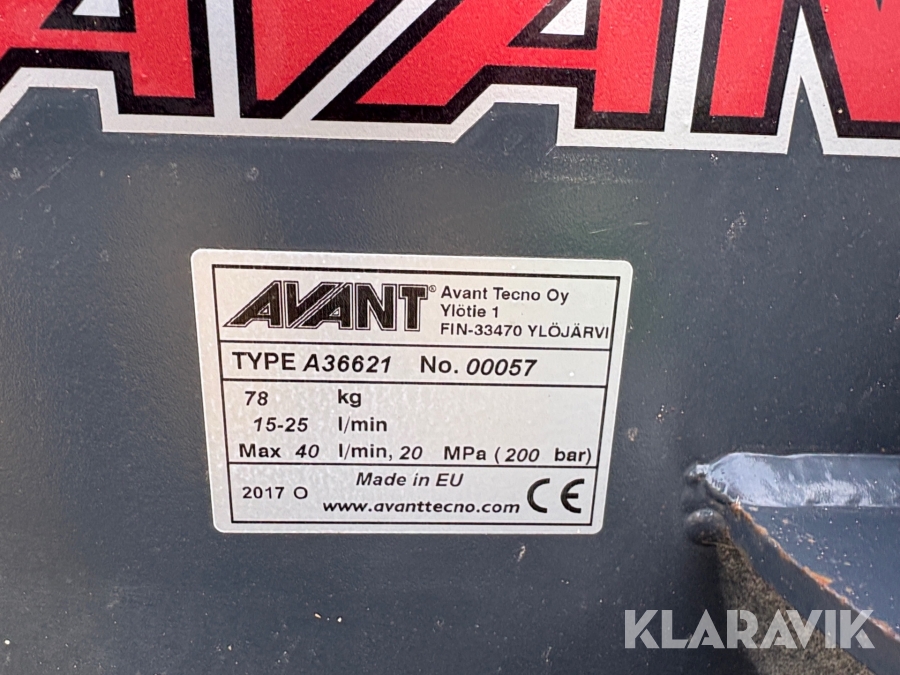 AVAN
AVANT® Avant Tecno Oy
Ylötie 1
FIN-33470 YLÖJÄRVI
TYPE A36621 No. 00057
78 kg
15-25 l/min
Max 40 l/min, 20 MPa (200 bar)
Made in EU
2017 O
www.avanttecno.com CE
KLARAVIK